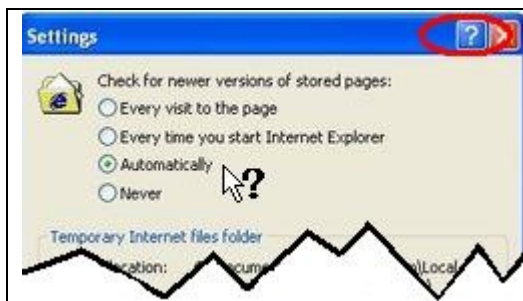 Settings ?
Check for newer versions of stored pages:
Every visit to the page
Every time you start Internet Explorer
Automatically
?
Never
Temporary Internet files folder